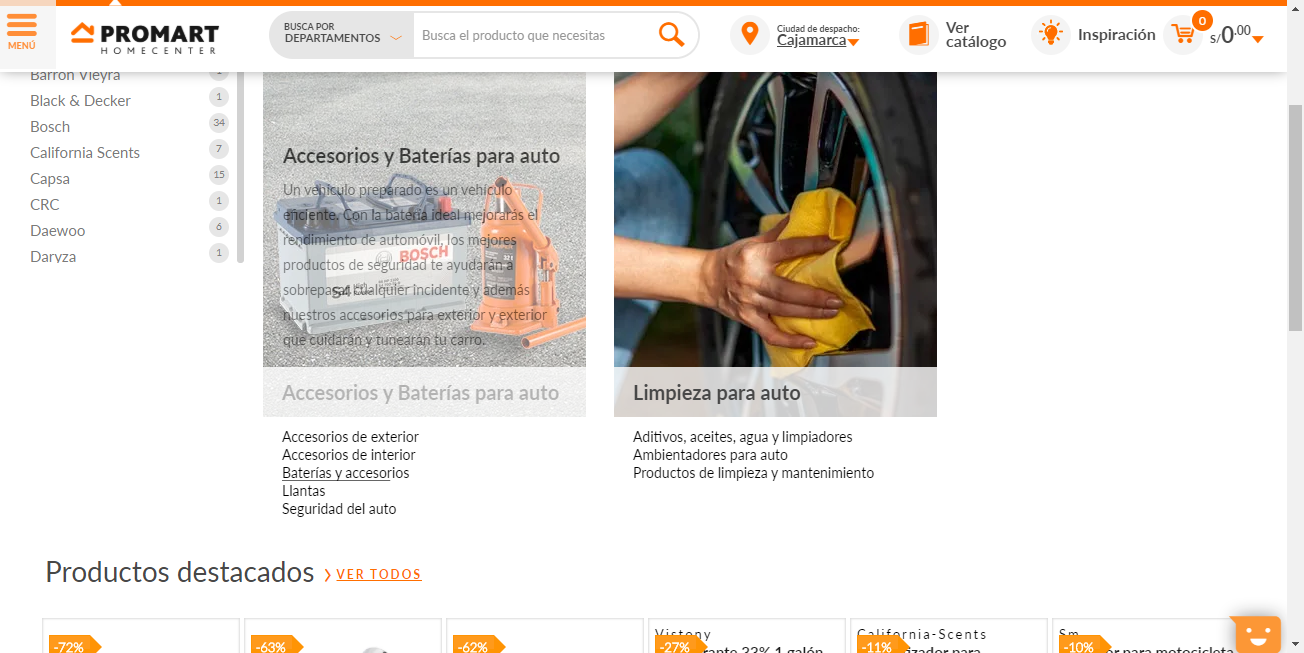 MENÚ
PROMART
HOMECENTER
BUSCA POR
DEPARTAMENTOS
Busca el producto que necesitas
Ciudad de despacho:
Cajamarca
Ver
catálogo
Inspiración
0
S/0.00
Barron Vieyra
Black & Decker 1
Bosch 34
California Scents 7
Capsa 15
CRC 1
Daewoo 6
Daryza 1
Accesorios y Baterías para auto
Un vehículo preparado es un vehículo
eficiente. Con la batería ideal mejorarás el
rendimiento de automóvil, los mejores
productos de seguridad te ayudarán a
sobrepasar cualquier incidente y además
nuestros accesorios para exterior y exterior
que cuidarán y tunearán tu carro.
BOSCH
S4
Accesorios y Baterías para auto
Accesorios de exterior
Accesorios de interior
Baterías y accesorios
Llantas
Seguridad del auto
Limpieza para auto
Aditivos, aceites, agua y limpiadores
Ambientadores para auto
Productos de limpieza y mantenimiento
Productos destacados
VER TODOS
-72%
-63%
-62%
Vistony
-27%
33% 1 galón
California-Scents
-11%
para
Sm
-10%
para motocicleta